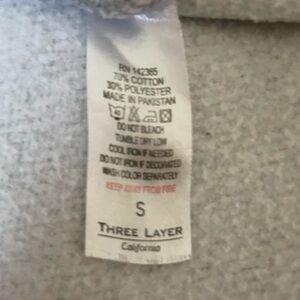 RN 142365
70% COTTON
30% POLYESTER
MADE IN PAKISTAN
DO NOT BLEACH
TUMBLE DRY LOW
COOL IRON IF NEEDED
DO NOT IRON IF DECORATED
WASH COLOR SEPARATELY
KEEP AWAY FROM FIRE
S
THREE LAYER
California